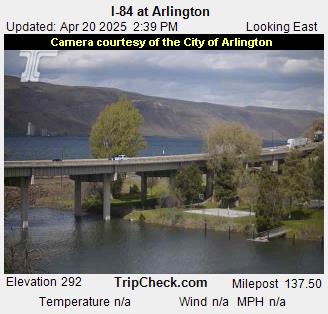 I-84 at Arlington
Updated: Apr 20 2025 2:39 PM Looking East
Camera courtesy of the City of Arlington
Elevation 292 TripCheck.com Milepost 137.50
Temperature n/a Wind n/a MPH n/a